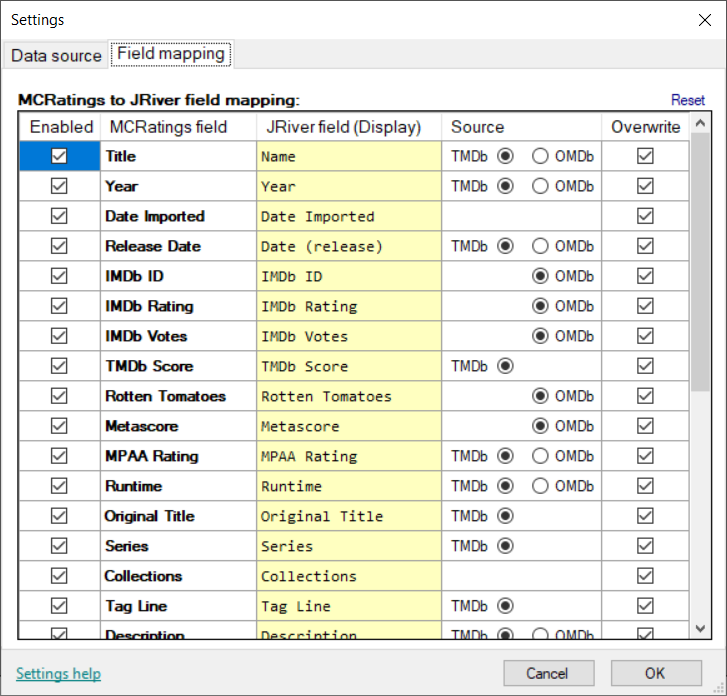 Settings
Data source Field mapping
MCRatings to JRiver field mapping: Reset
Enabled MCRatings field JRiver field (Display) Source Overwrite
Title Name TMDb OMDb
Year Year TMDb OMDb
Date Imported Date Imported
Release Date Date (release) TMDb OMDb
IMDb ID IMDb ID OMDb
IMDb Rating IMDb Rating OMDb
IMDb Votes IMDb Votes OMDb
TMDb Score TMDb Score TMDb
Rotten Tomatoes Rotten Tomatoes OMDb
Metascore Metascore OMDb
MPAA Rating MPAA Rating TMDb OMDb
Runtime Runtime TMDb OMDb
Original Title Original Title TMDb
Series Series TMDb
Collections Collections
Tag Line Tag Line TMDb
Description Description TMDb OMDb
Settings help Cancel OK